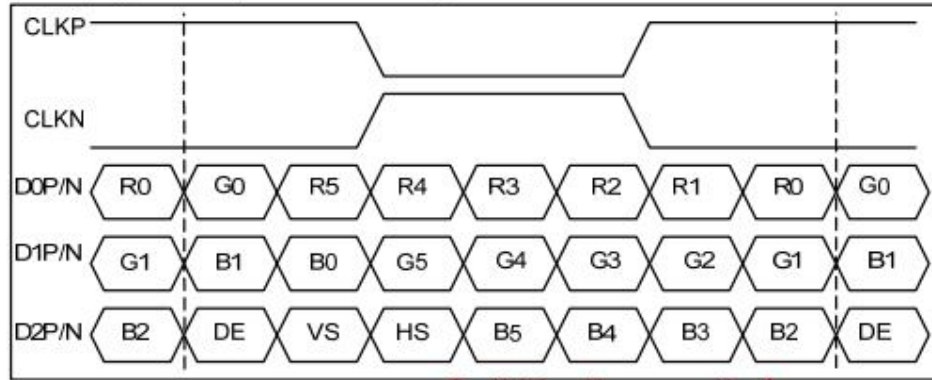 CLKP
CLKN
D0P/N R0 G0 R5 R4 R3 R2 R1 R0 G0
D1P/N G1 B1 B0 G5 G4 G3 G2 G1 B1
D2P/N B2 DE VS HS B5 B4 B3 B2 DE